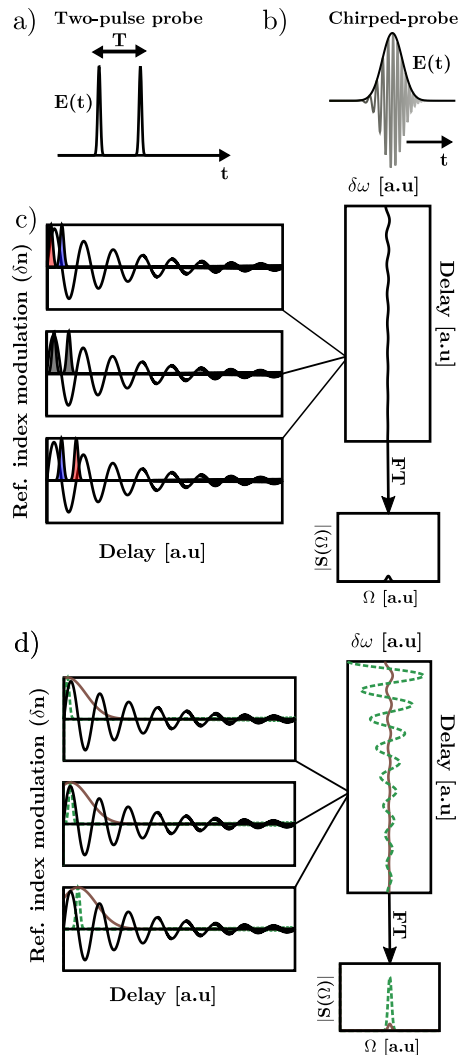 a)
Two-pulse probe
T
E(t)
t
b)
Chirped-probe
E(t)
t
c)
Ref. index modulation (δn)
Delay [a.u]
δω [a.u]
Delay [a.u]
FT
|S(Ω)|
Ω [a.u]
d)
Ref. index modulation (δn)
Delay [a.u]
δω [a.u]
Delay [a.u]
FT
|S(Ω)|
Ω [a.u]